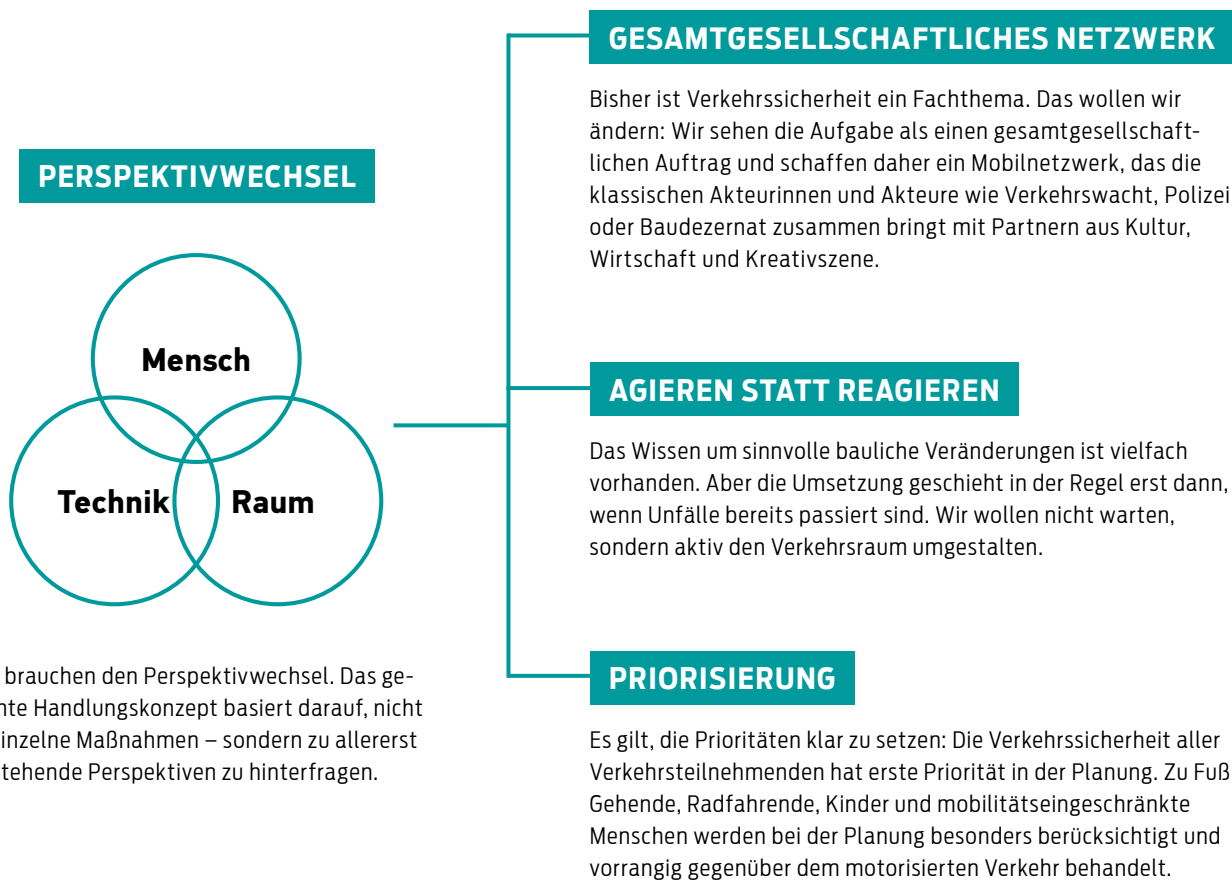 PERSPEKTIVWECHSEL
Mensch
Technik
Raum
brauchen den Perspektivwechsel. Das ge-
Handlungskonzept basiert darauf, nicht
einzelne Maßnahmen – sondern zu allererst
Perspektiven zu hinterfragen.
GESAMTGESELLSCHAFTLICHES NETZWERK
Bisher ist Verkehrssicherheit ein Fachthema. Das wollen wir
ändern: Wir sehen die Aufgabe als einen gesamtgesellschaft-
lichen Auftrag und schaffen daher ein Mobilnetzwerk, das die
klassischen Akteurinnen und Akteure wie Verkehrswacht, Polizei
oder Baudezernat zusammen bringt mit Partnern aus Kultur,
Wirtschaft und Kreativszene.
AGIEREN STATT REAGIEREN
Das Wissen um sinnvolle bauliche Veränderungen ist vielfach
vorhanden. Aber die Umsetzung geschieht in der Regel erst dann,
wenn Unfälle bereits passiert sind. Wir wollen nicht warten,
sondern aktiv den Verkehrsraum umgestalten.
PRIORISIERUNG
Es gilt, die Prioritäten klar zu setzen: Die Verkehrssicherheit aller
Verkehrsteilnehmenden hat erste Priorität in der Planung. Zu Fuß
Gehende, Radfahrende, Kinder und mobilitätseingeschränkte
Menschen werden bei der Planung besonders berücksichtigt und
vorrangig gegenüber dem motorisierten Verkehr behandelt.